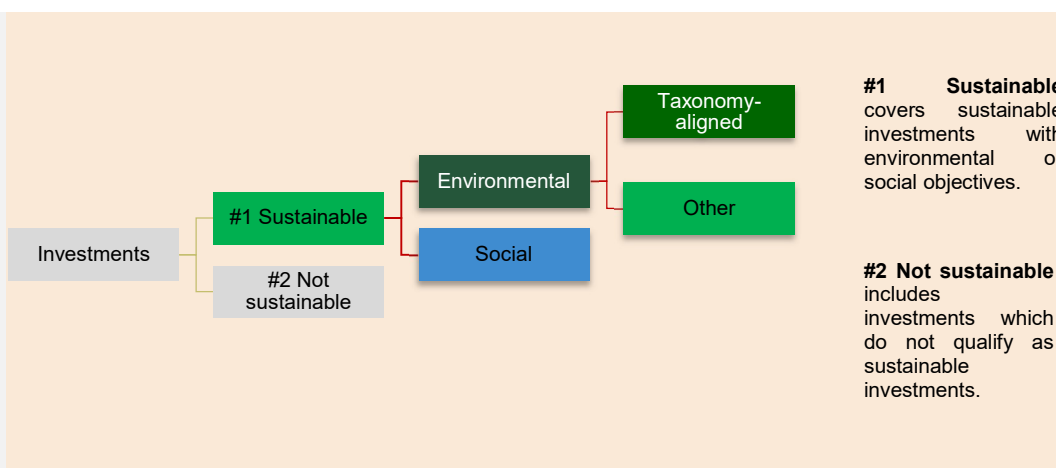 Investments
#1 Sustainable
#2 Not
sustainable
Environmental
Social
Taxonomy-
aligned
Other
#1 Sustainable
covers sustainable
investments with
environmental o
social objectives.
#2 Not sustainable
includes
investments which
do not qualify as
sustainable
investments.